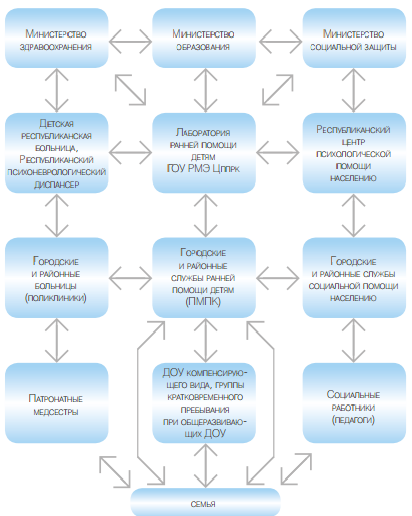 Министерство
здравоохранения
Министерство
образования
Министерство
социальной защиты
Детская
республиканская
больница,
Республиканский
психоневрологический
диспансер
Лаборатория
ранней помощи
детям
ГОУ РМЭ Цппрк
Республиканский
центр
психологической
помощи
населению
Городские
и районные
больницы
(поликлиники)
Городские
и районные
службы ранней
помощи детям
(ПМПК)
Городские
и районные службы
социальной помощи
населению
Патронатные
медсестры
ДОУ компенсирую-
щего вида, группы
кратковременного
пребывания
при общеразвиваю-
щих ДОУ
Социальные
работники
(педагоги)
семья